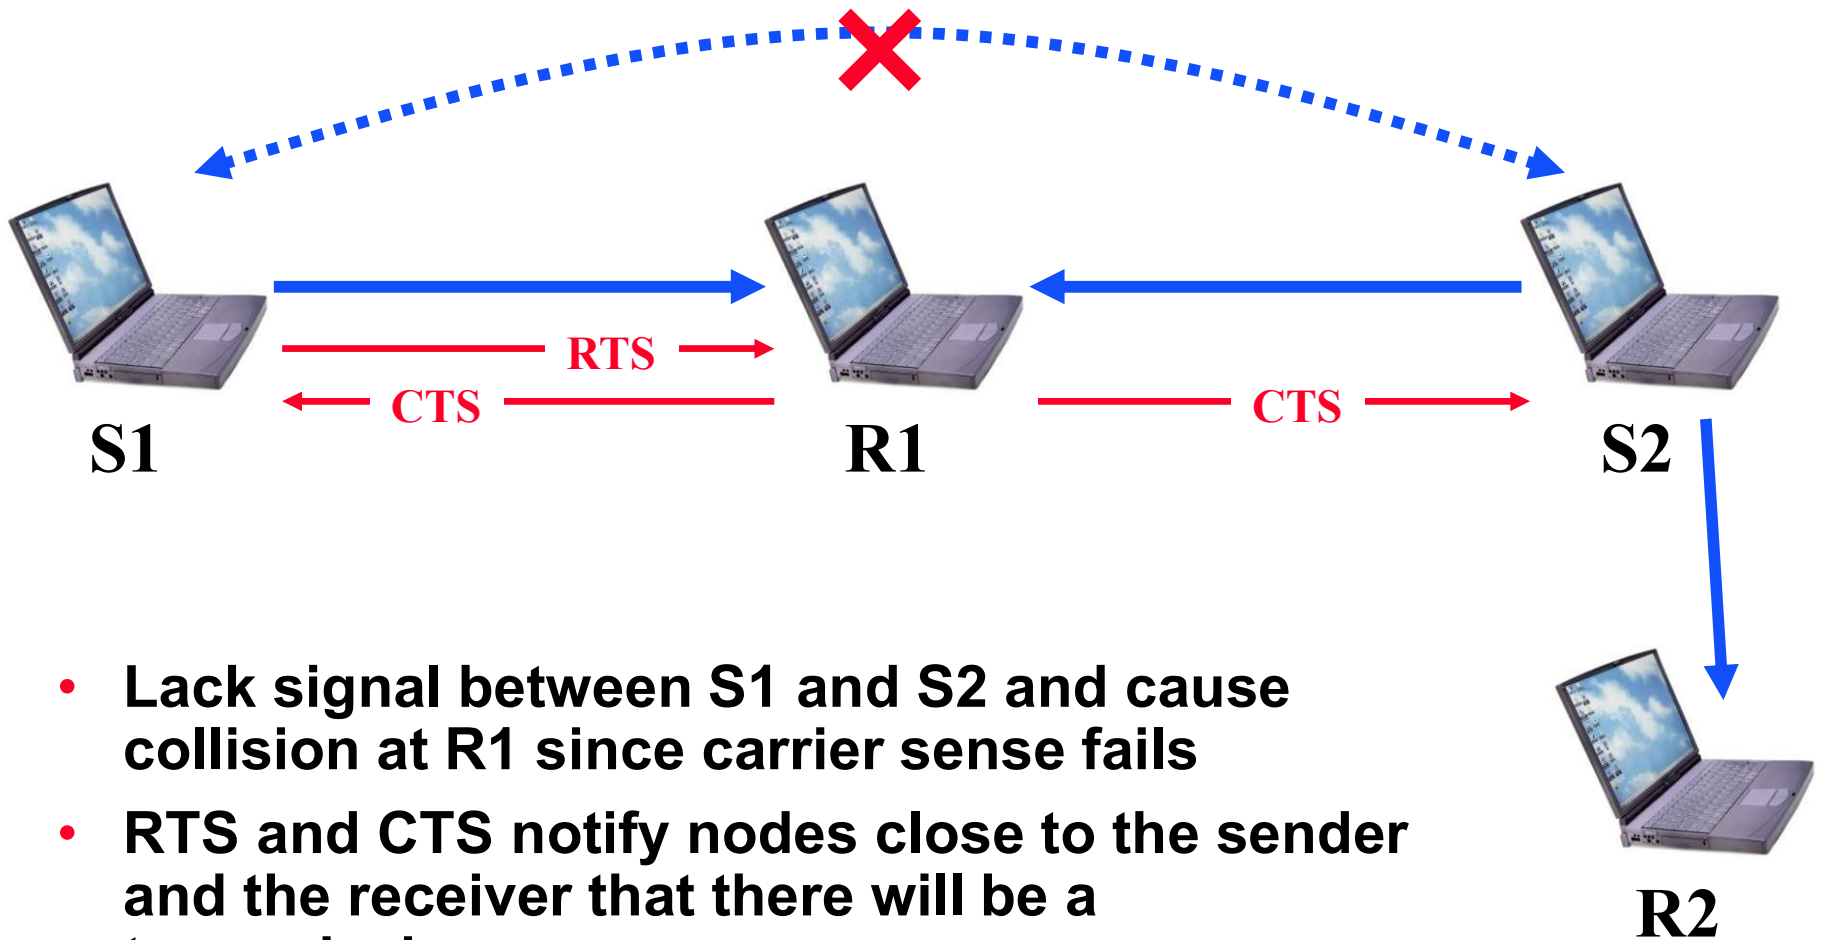 RTS
CTS
CTS
S1
R1
S2
• Lack signal between S1 and S2 and cause
collision at R1 since carrier sense fails
• RTS and CTS notify nodes close to the sender
and the receiver that there will be a
R2